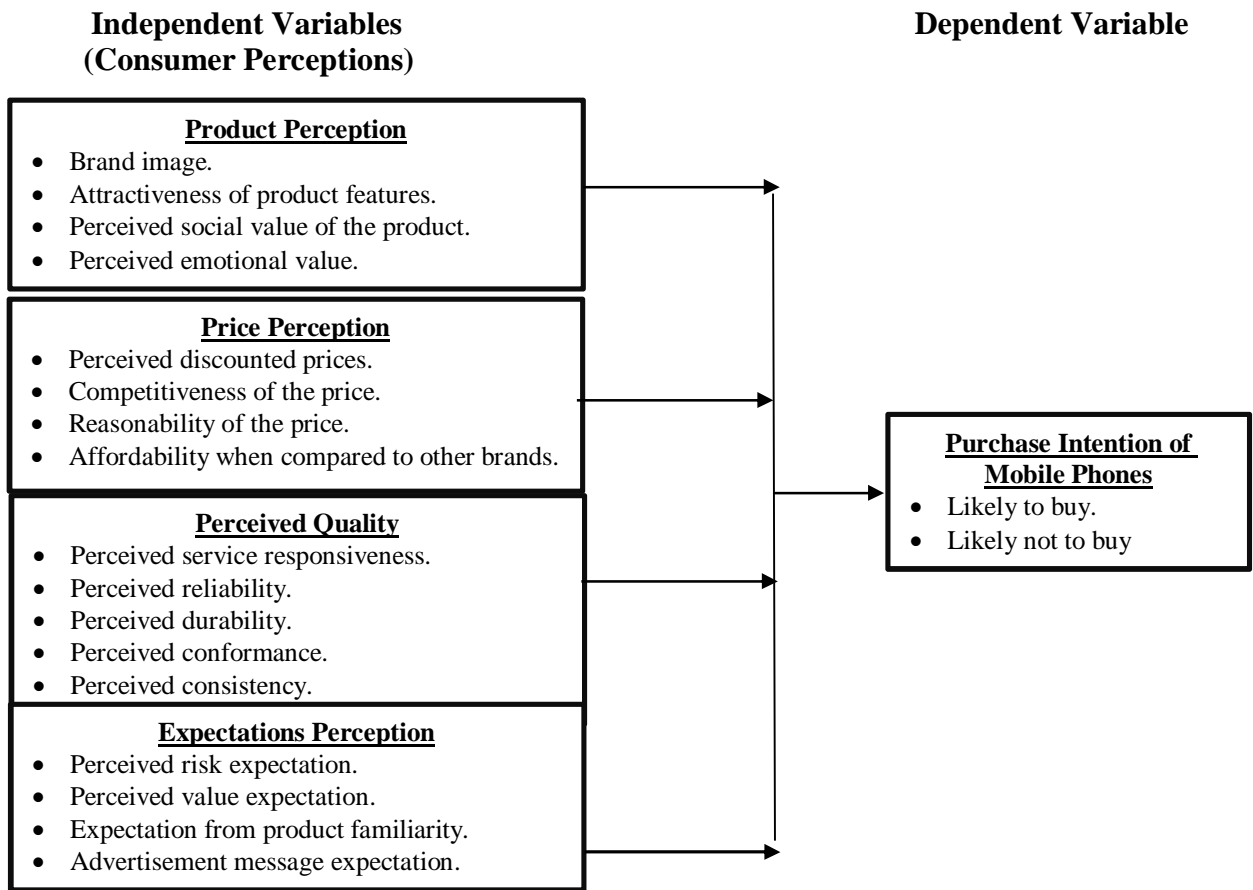 Independent Variables
(Consumer Perceptions)
Dependent Variable
Product Perception
• Brand image.
• Attractiveness of product features.
• Perceived social value of the product.
• Perceived emotional value.
Price Perception
• Perceived discounted prices.
• Competitiveness of the price.
• Reasonability of the price.
• Affordability when compared to other brands.
Perceived Quality
• Perceived service responsiveness.
• Perceived reliability.
• Perceived durability.
• Perceived conformance.
• Perceived consistency.
Expectations Perception
• Perceived risk expectation.
• Perceived value expectation.
• Expectation from product familiarity.
• Advertisement message expectation.
Purchase Intention of
Mobile Phones
• Likely to buy.
• Likely not to buy